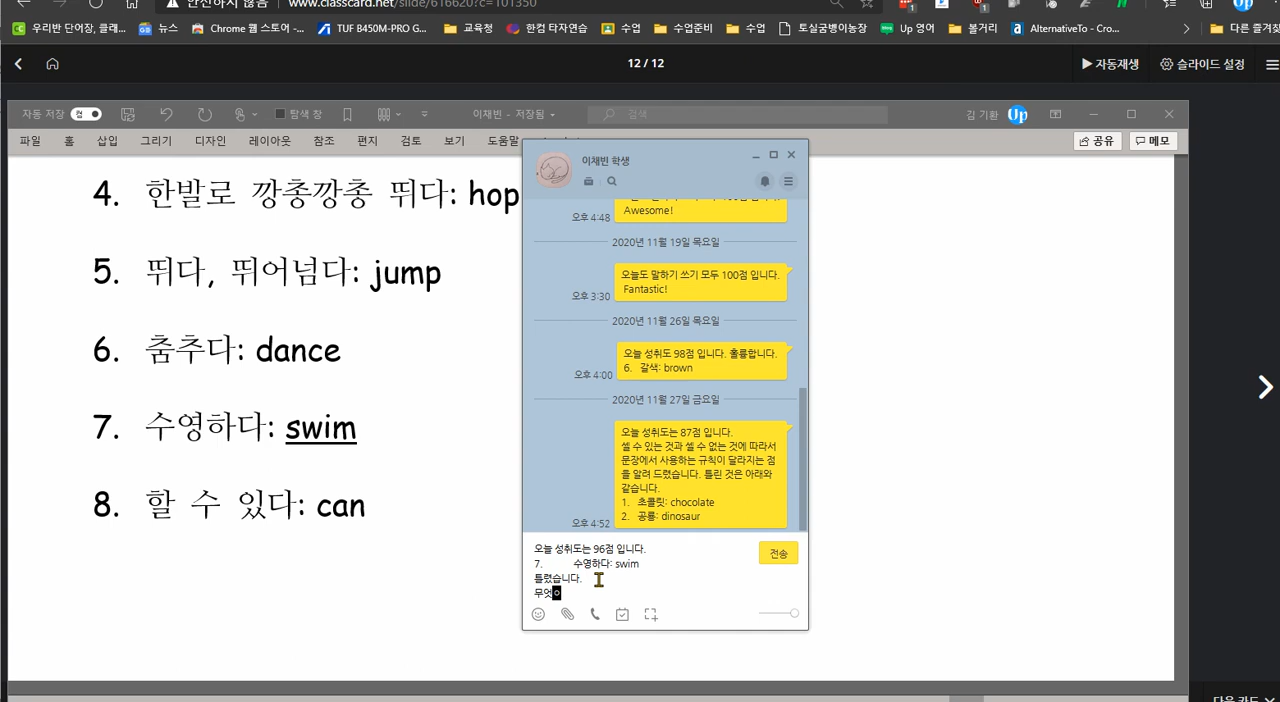 안전하지 않음
www.classcard.net/slide/616620?c=101350
우리반 단어장, 클래...
뉴스
Chrome 웹 스토어 -...
TUF B450M-PRO G...
교육청
한컴 타자연습
수업
수업준비
수업
토실굼벵이농장
Up 영어
볼거리
AlternativeTo - Cro...
다른 즐겨찾
12 / 12
자동재생
슬라이드 설정
자동 저장
탐색 창
이재빈 - 저장됨
검색
김 기환
Up
파일
홈
삽입
그리기
디자인
레이아웃
참조
편지
검토
보기
도움말
공유
메모
4. 한발로 깡총깡총 뛰다: hop
5. 뛰다, 뛰어넘다: jump
6. 춤추다: dance
7. 수영하다: swim
8. 할 수 있다: can
이재빈 학생
Awesome!
오후 4:48
2020년 11월 19일 목요일
오늘도 말하기 쓰기 모두 100점 입니다.
Fantastic!
오후 3:30
2020년 11월 26일 목요일
오늘 성취도 98점 입니다. 훌륭합니다.
6. 갈색: brown
오후 4:00
2020년 11월 27일 금요일
오늘 성취도는 87점 입니다.
셀 수 있는 것과 셀 수 없는 것에 따라서
문장에서 사용하는 규칙이 달라지는 점
을 알려 드렸습니다. 틀린 것은 아래와
같습니다.
1. 초콜릿: chocolate
2. 공룡: dinosaur
오후 4:52
오늘 성취도는 96점 입니다.
7. 수영하다: swim
틀렸습니다.
무엇ㅇ
전송